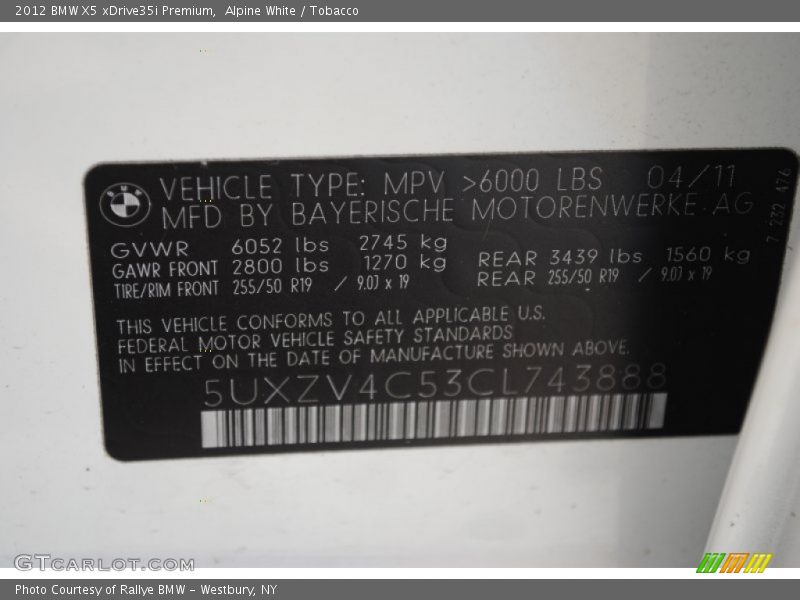 2012 BMW X5 xDrive35i Premium,  Alpine White / Tobacco
BMW
VEHICLE TYPE: MPV >6000 LBS 04/11
MFD BY BAYERISCHE MOTORENWERKE AG
7 232 476
GVWR 6052 lbs 2745 kg
GAWR FRONT 2800 lbs 1270 kg REAR 3439 lbs 1560 kg
TIRE/RIM FRONT 255/50 R19 / 9.0J x 19 REAR 255/50 R19 / 9.0J x 19
THIS VEHICLE CONFORMS TO ALL APPLICABLE U.S.
FEDERAL MOTOR VEHICLE SAFETY STANDARDS
IN EFFECT ON THE DATE OF MANUFACTURE SHOWN ABOVE.
5UXZV4C53CL743888
GTCARLOT.COM
Photo Courtesy of Rallye BMW - Westbury, NY